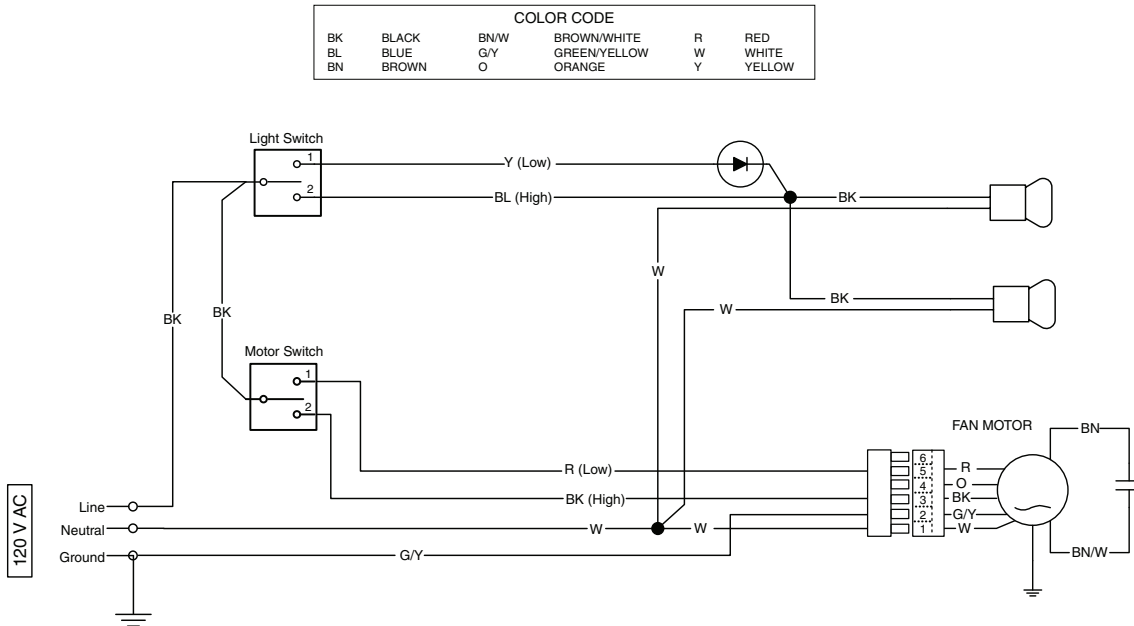 COLOR CODE
BK BLACK BN/W BROWN/WHITE R RED
BL BLUE G/Y GREEN/YELLOW W WHITE
BN BROWN O ORANGE Y YELLOW
Light Switch
1
Y (Low)
2
BL (High)
BK
W
BK
W
BK
BK
Motor Switch
1
2
FAN MOTOR
BN
R (Low)
6
5
R
4
O
BK (High)
3
BK
2
G/Y
1
W
120 V AC
Line
Neutral
W
W
Ground
G/Y
BN/W